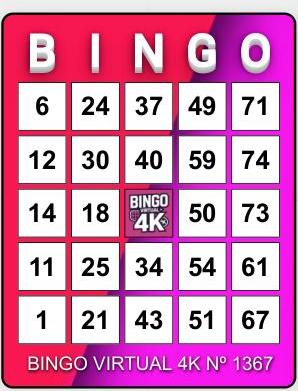 B I N G O
6 24 37 49 71
12 30 40 59 74
14 18 BINGO VIRTUAL 4K 50 73
11 25 34 54 61
1 21 43 51 67
BINGO VIRTUAL 4K Nº 1367